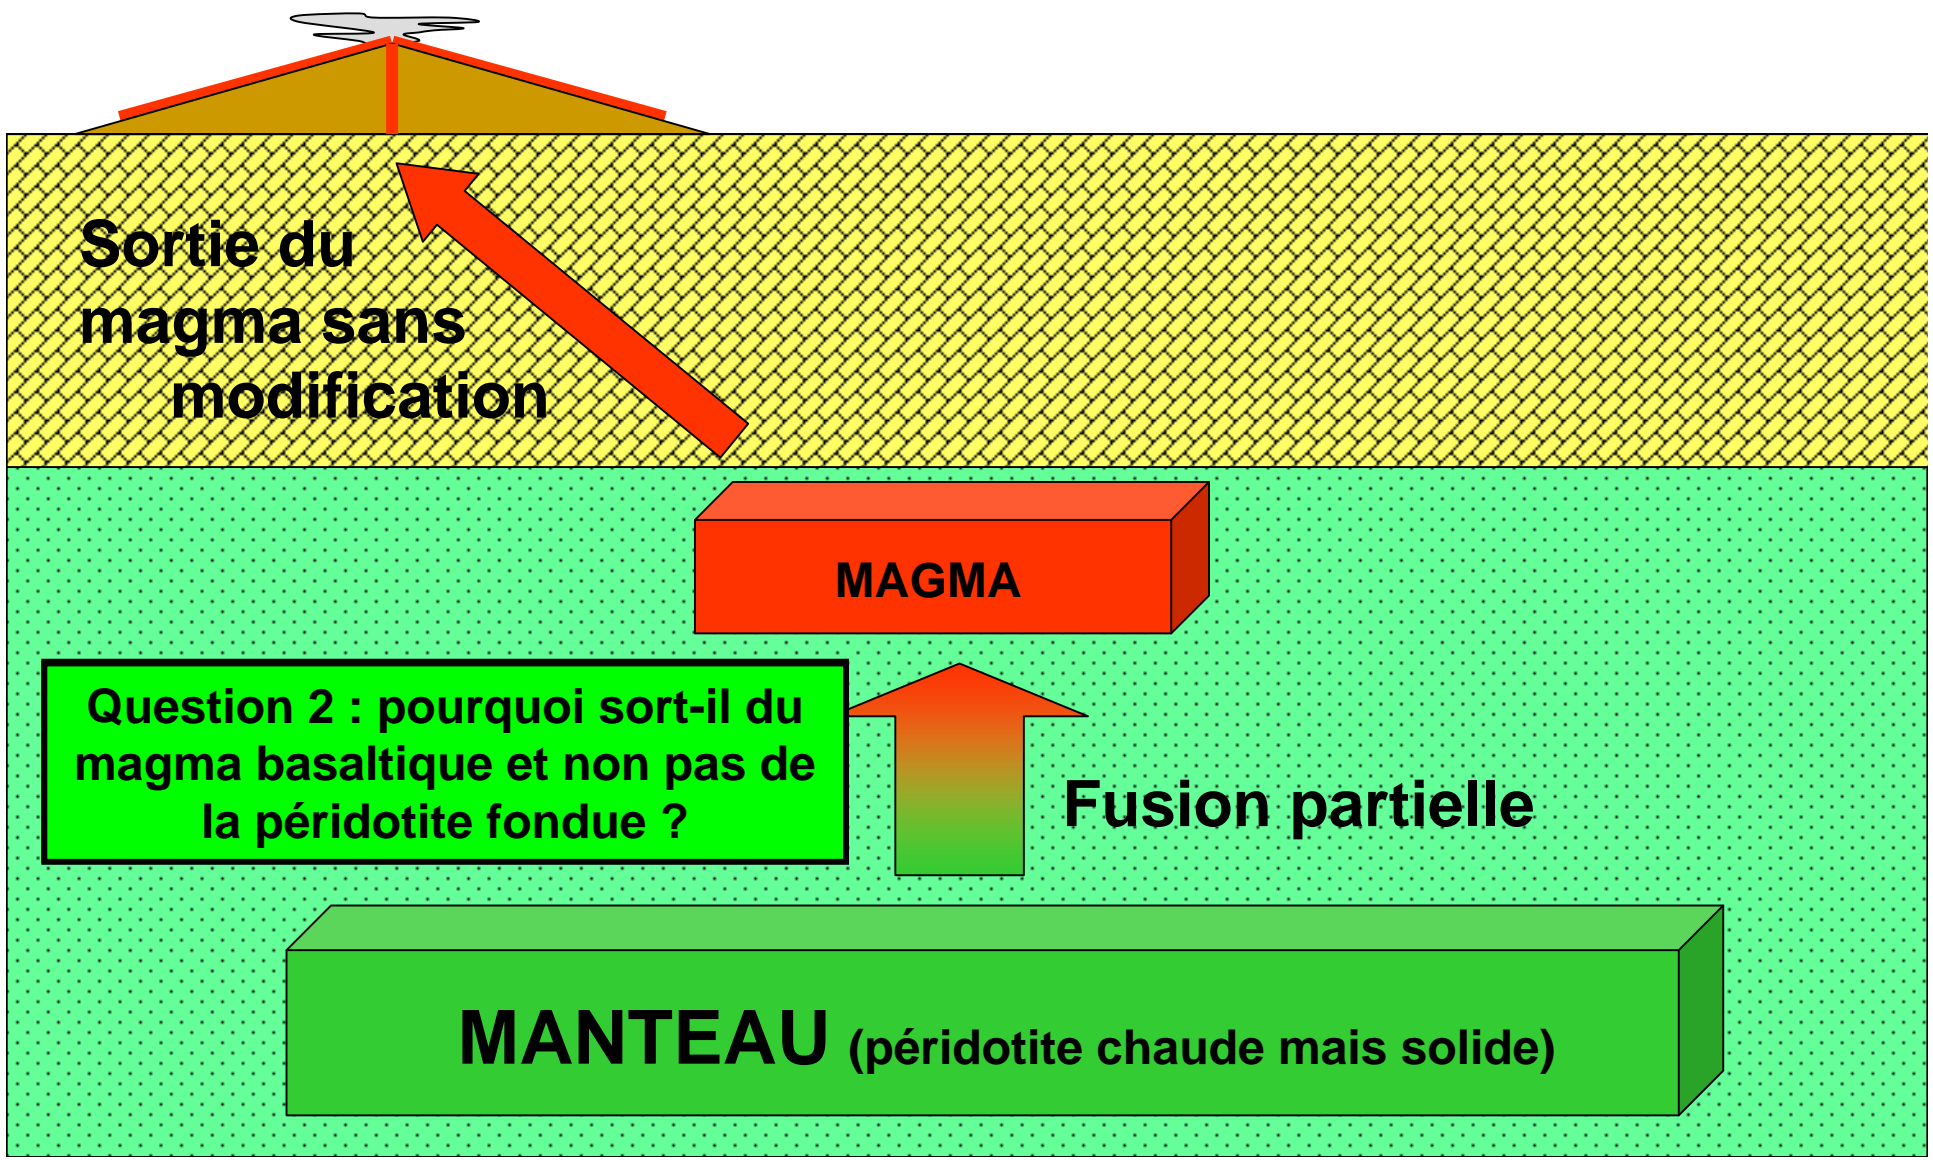 Sortie du
magma sans
modification
MAGMA
Question 2 : pourquoi sort-il du
magma basaltique et non pas de
la péridotite fondue ?
Fusion partielle
MANTEAU (péridotite chaude mais solide)